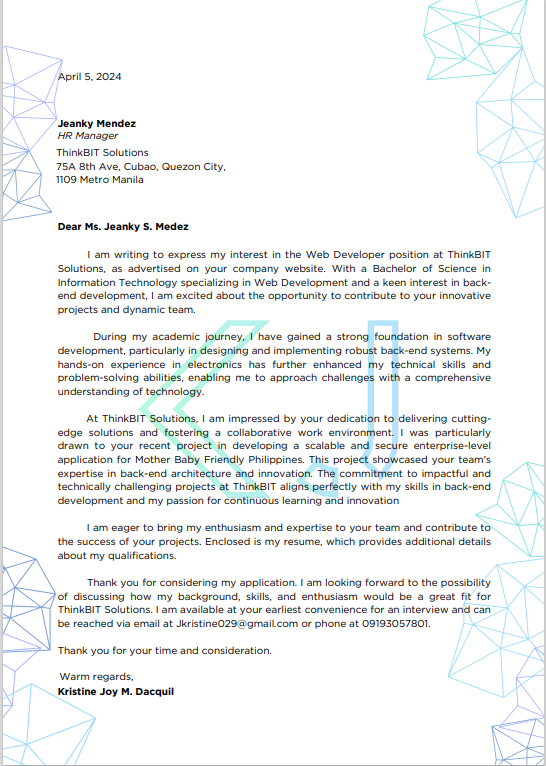 April 5, 2024
Jeanky Mendez
HR Manager
ThinkBIT Solutions
75A 8th Ave, Cubao, Quezon City,
1109 Metro Manila
Dear Ms. Jeanky S. Medez
I am writing to express my interest in the Web Developer position at ThinkBIT
Solutions, as advertised on your company website. With a Bachelor of Science in
Information Technology specializing in Web Development and a keen interest in back-
end development, I am excited about the opportunity to contribute to your innovative
projects and dynamic team.
During my academic journey, I have gained a strong foundation in software
development, particularly in designing and implementing robust back-end systems. My
hands-on experience in electronics has further enhanced my technical skills and
problem-solving abilities, enabling me to approach challenges with a comprehensive
understanding of technology.
At ThinkBIT Solutions, I am impressed by your dedication to delivering cutting-
edge solutions and fostering a collaborative work environment. I was particularly
drawn to your recent project in developing a scalable and secure enterprise-level
application for Mother Baby Friendly Philippines. This project showcased your team's
expertise in back-end architecture and innovation. The commitment to impactful and
technically challenging projects at ThinkBIT aligns perfectly with my skills in back-end
development and my passion for continuous learning and innovation
I am eager to bring my enthusiasm and expertise to your team and contribute to
the success of your projects. Enclosed is my resume, which provides additional details
about my qualifications.
Thank you for considering my application. I am looking forward to the possibility
of discussing how my background, skills, and enthusiasm would be a great fit for
ThinkBIT Solutions. I am available at your earliest convenience for an interview and can
be reached via email at Jkristine029@gmail.com or phone at 09193057801.
Thank you for your time and consideration.
Warm regards,
Kristine Joy M. Dacquil